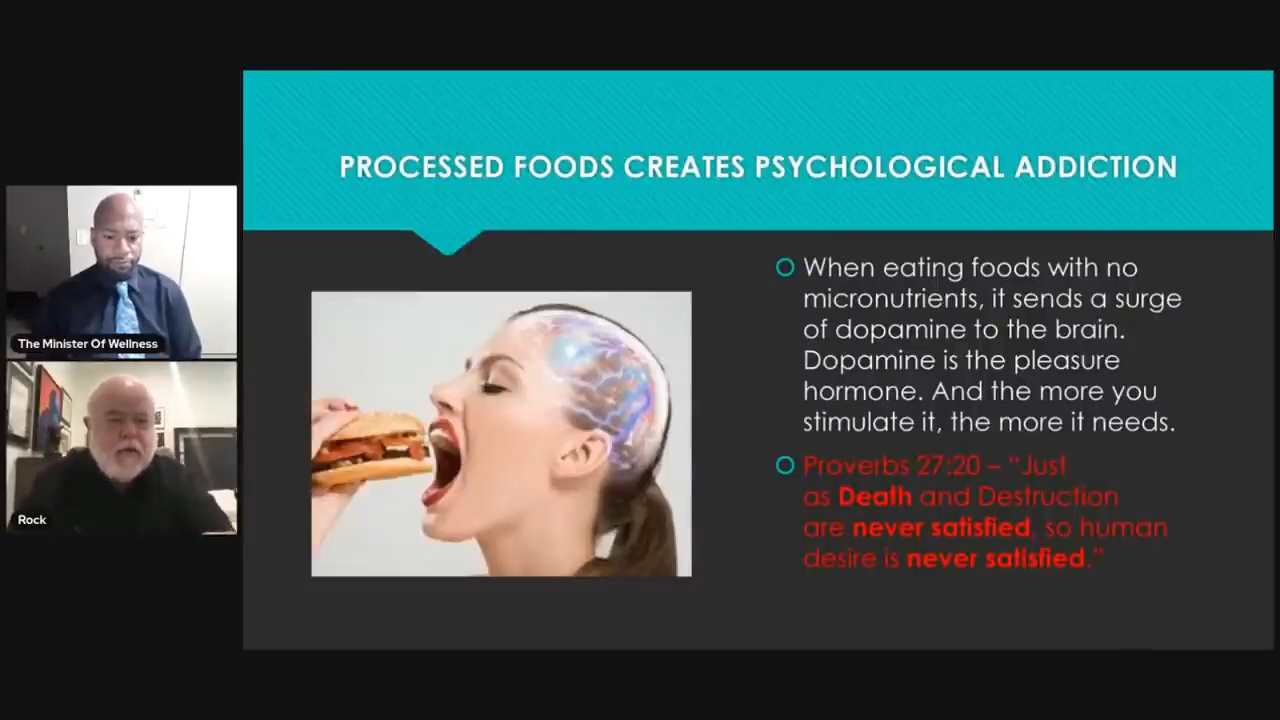 PROCESSED FOODS CREATES PSYCHOLOGICAL ADDICTION
When eating foods with no
micronutrients, it sends a surge
of dopamine to the brain.
Dopamine is the pleasure
hormone. And the more you
stimulate it, the more it needs.
Proverbs 27:20 – “Just
as Death and Destruction
are never satisfied, so human
desire is never satisfied.”
The Minister Of Wellness
Rock